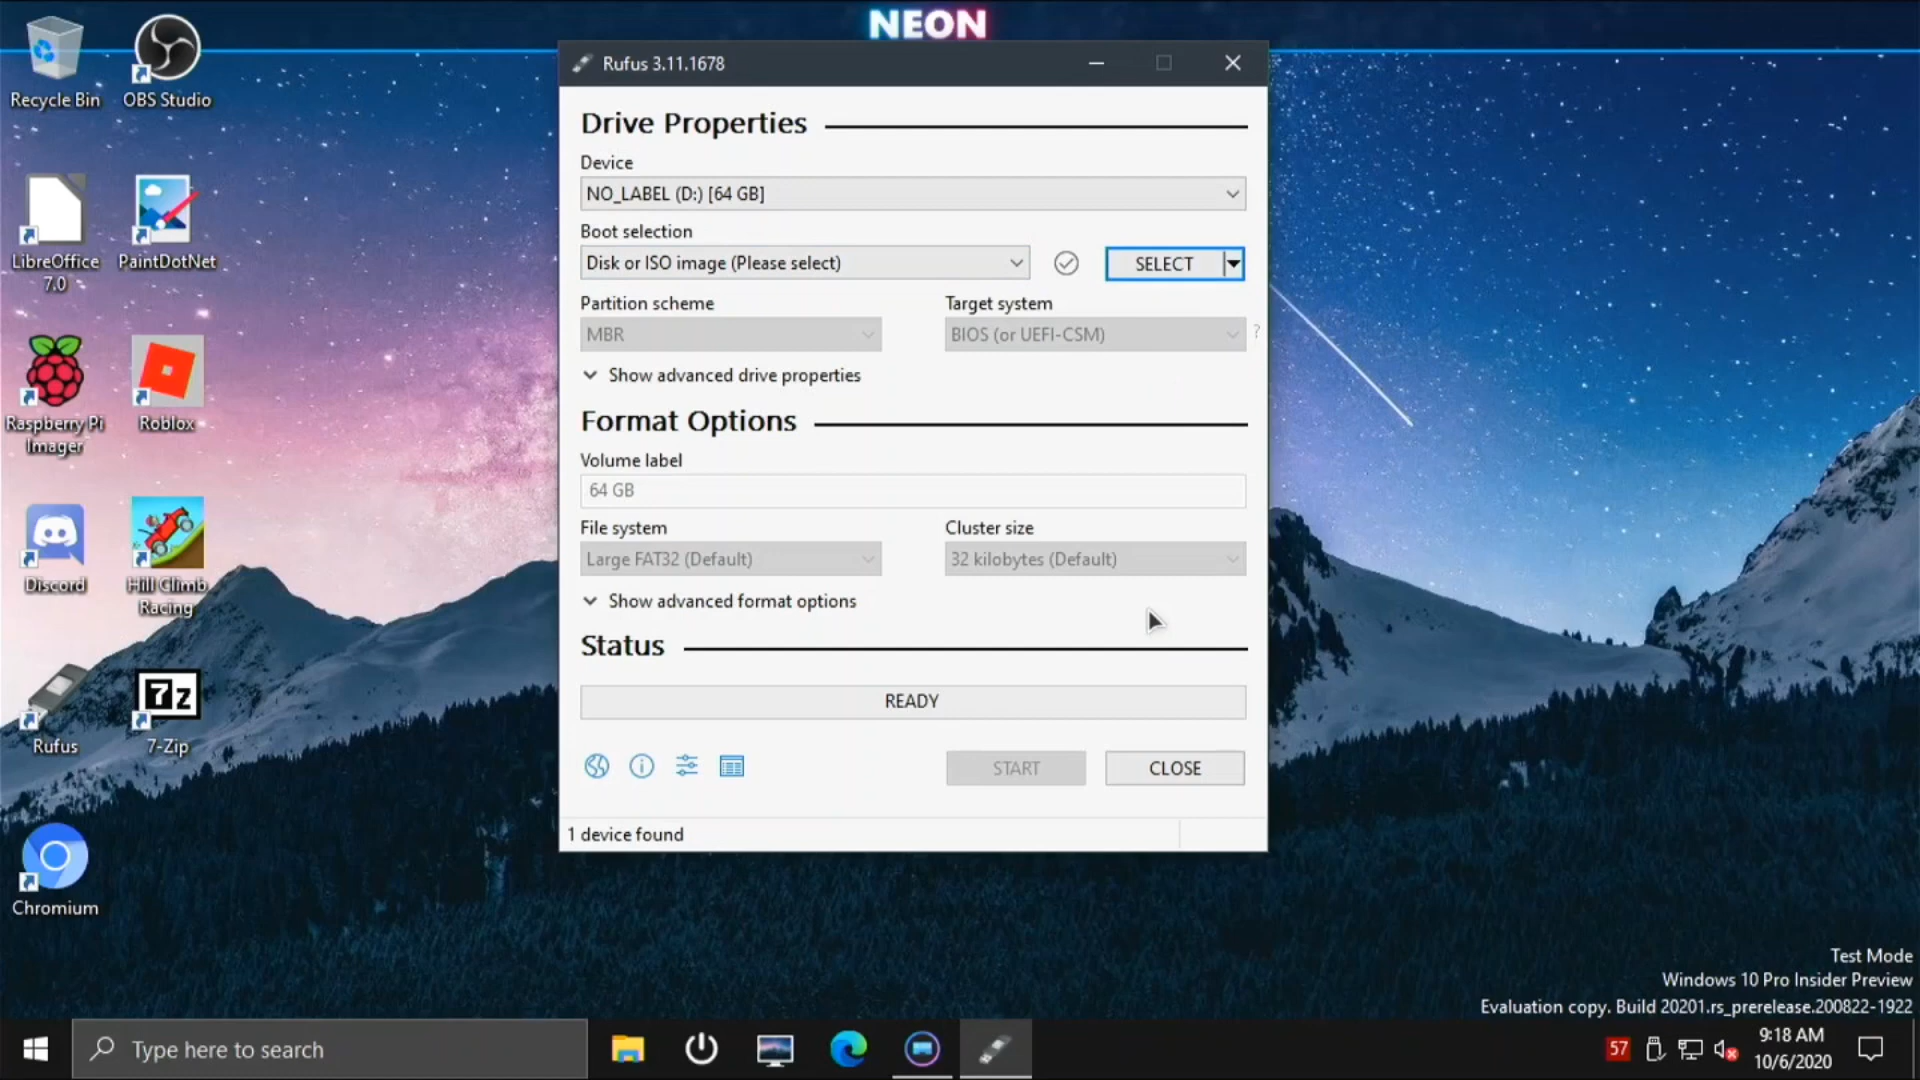 NEON
Recycle Bin
OBS Studio
LibreOffice
7.0
PaintDotNet
Raspberry Pi
Imager
Roblox
Discord
Hill Climb
Racing
Rufus
7z
7-Zip
Chromium
Rufus 3.11.1678
Drive Properties
Device
NO_LABEL (D:) [64 GB]
Boot selection
Disk or ISO image (Please select)
SELECT
Partition scheme
Target system
MBR
BIOS (or UEFI-CSM)
?
Show advanced drive properties
Format Options
Volume label
64 GB
File system
Cluster size
Large FAT32 (Default)
32 kilobytes (Default)
Show advanced format options
Status
READY
START
CLOSE
1 device found
Test Mode
Windows 10 Pro Insider Preview
Evaluation copy. Build 20201.rs_prerelease.200822-1922
Type here to search
57
9:18 AM
10/6/2020